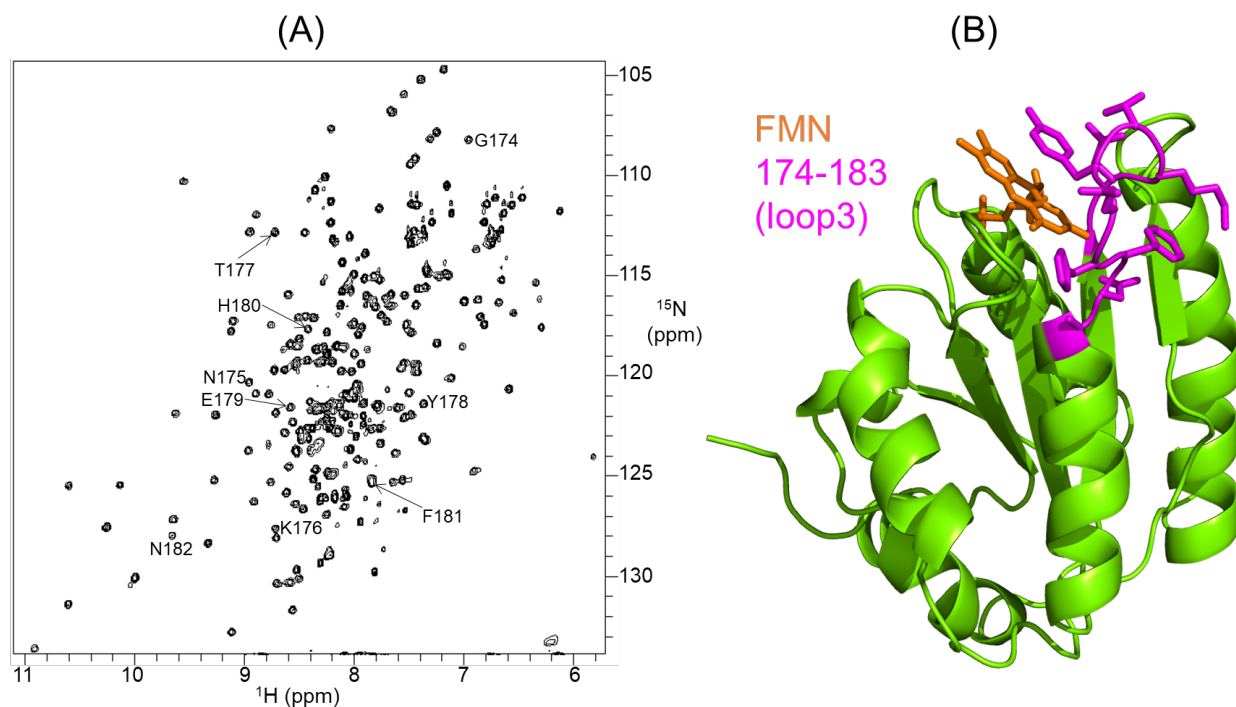 (A)
(B)
105
110
115
120
125
130
¹⁵N
(ppm)
G174
T177
H180
N175
E179
Y178
F181
K176
N182
11
10
9
8
7
6
¹H (ppm)
FMN
174-183
(loop3)